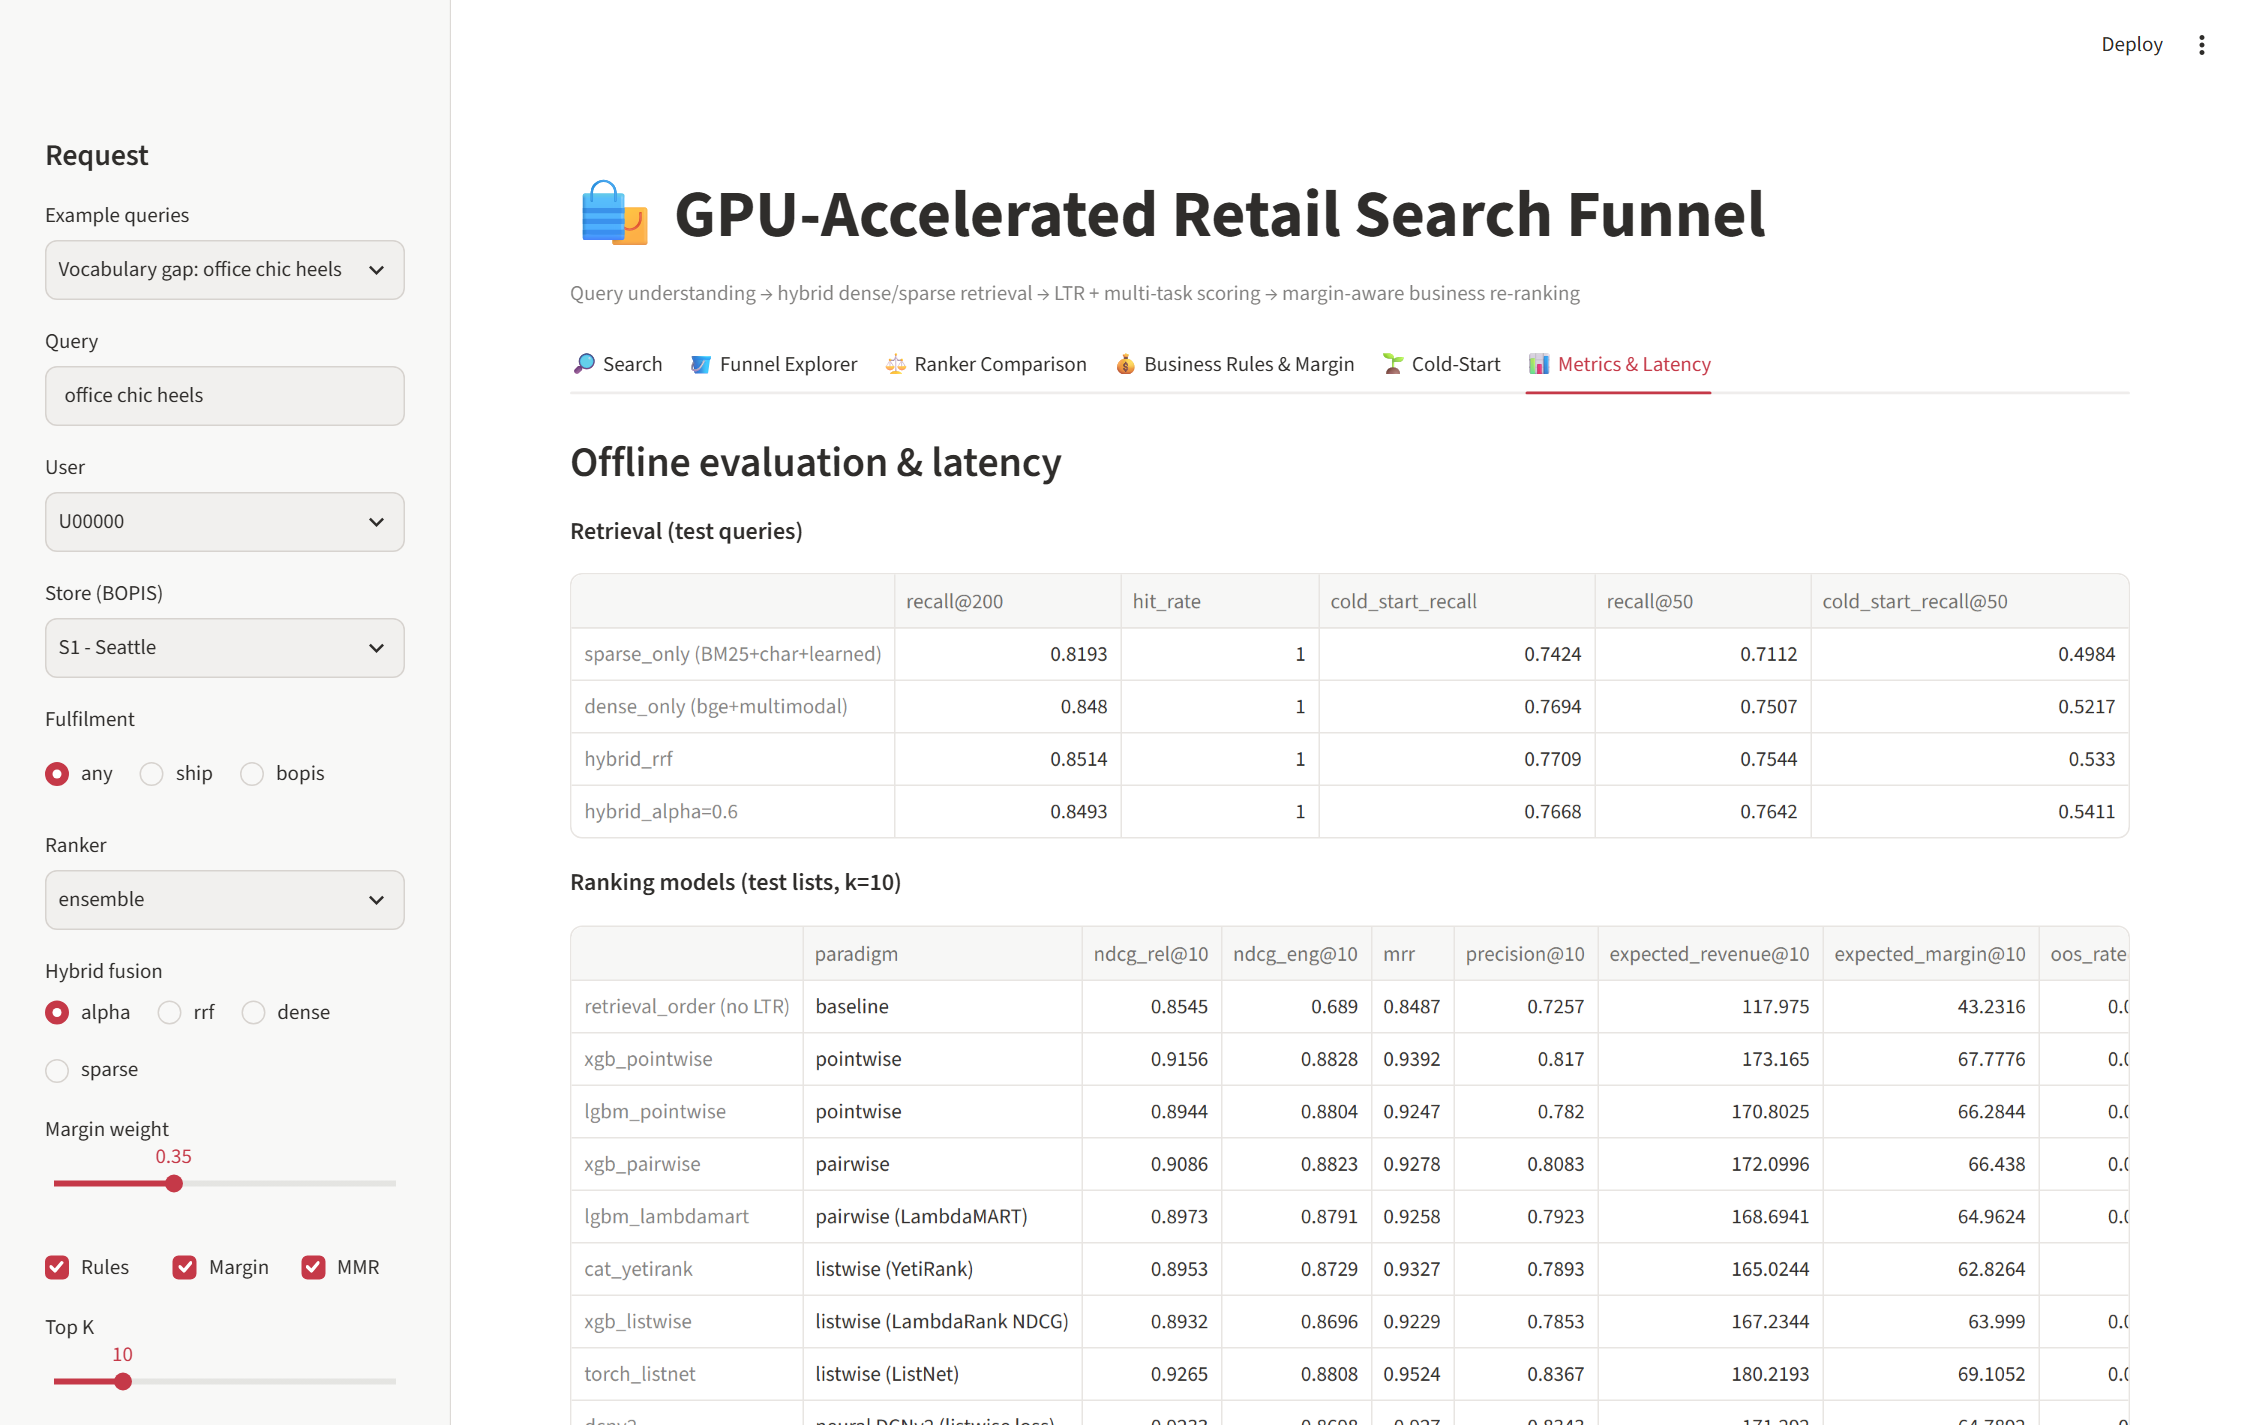 Deploy
Request
Example queries
Vocabulary gap: office chic heels
Query
office chic heels
User
U00000
Store (BOPIS)
S1 - Seattle
Fulfilment
any ship bopis
Ranker
ensemble
Hybrid fusion
alpha rrf dense
sparse
Margin weight
0.35
Rules Margin MMR
Top K
10
GPU-Accelerated Retail Search Funnel
Query understanding → hybrid dense/sparse retrieval → LTR + multi-task scoring → margin-aware business re-ranking
Search Funnel Explorer Ranker Comparison Business Rules & Margin Cold-Start Metrics & Latency
Offline evaluation & latency
Retrieval (test queries)
recall@200 hit_rate cold_start_recall recall@50 cold_start_recall@50
sparse_only (BM25+char+learned) 0.8193 1 0.7424 0.7112 0.4984
dense_only (bge+multimodal) 0.848 1 0.7694 0.7507 0.5217
hybrid_rrf 0.8514 1 0.7709 0.7544 0.533
hybrid_alpha=0.6 0.8493 1 0.7668 0.7642 0.5411
Ranking models (test lists, k=10)
paradigm ndcg_rel@10 ndcg_eng@10 mrr precision@10 expected_revenue@10 expected_margin@10 oos_rate
retrieval_order (no LTR) baseline 0.8545 0.689 0.8487 0.7257 117.975 43.2316 0.0
xgb_pointwise pointwise 0.9156 0.8828 0.9392 0.817 173.165 67.7776 0.0
lgbm_pointwise pointwise 0.8944 0.8804 0.9247 0.782 170.8025 66.2844 0.0
xgb_pairwise pairwise 0.9086 0.8823 0.9278 0.8083 172.0996 66.438 0.0
lgbm_lambdamart pairwise (LambdaMART) 0.8973 0.8791 0.9258 0.7923 168.6941 64.9624 0.0
cat_yetirank listwise (YetiRank) 0.8953 0.8729 0.9327 0.7893 165.0244 62.8264
xgb_listwise listwise (LambdaRank NDCG) 0.8932 0.8696 0.9229 0.7853 167.2344 63.999 0.0
torch_listnet listwise (ListNet) 0.9265 0.8808 0.9524 0.8367 180.2193 69.1052 0.0